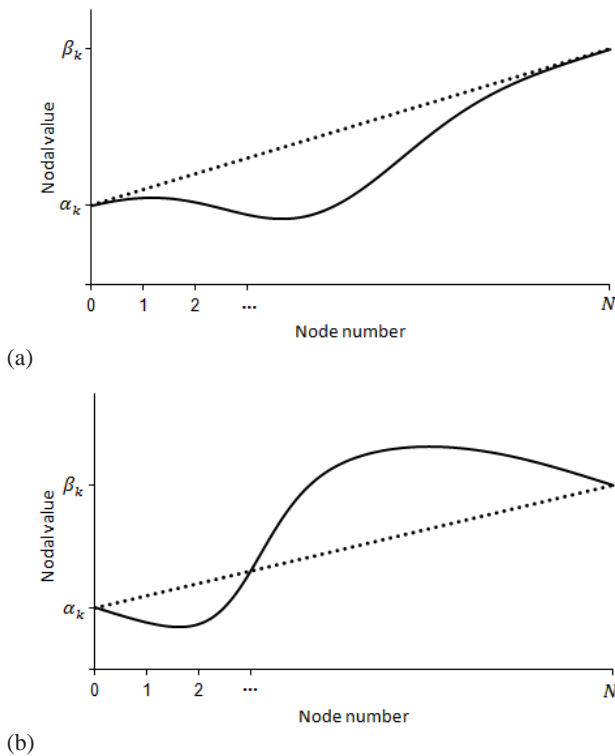 β_k
Nodal value
α_k
0 1 2 ... N
Node number
(a)
β_k
Nodal value
α_k
0 1 2 ... N
Node number
(b)